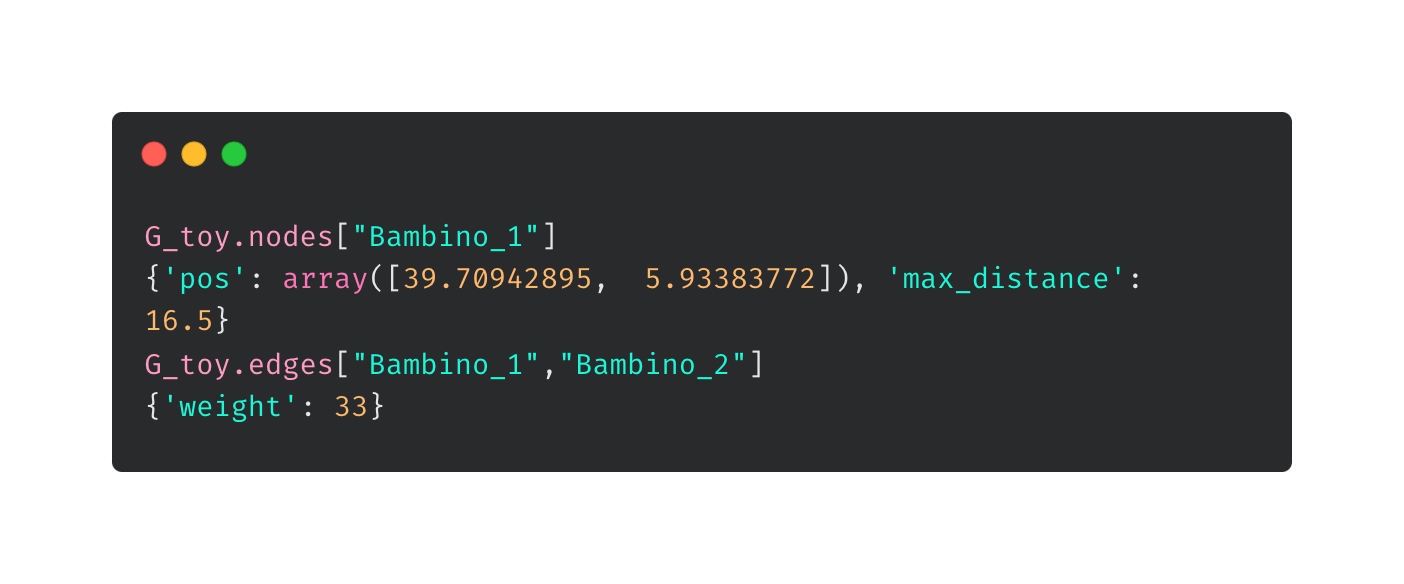 G_toy.nodes["Bambino_1"]
{'pos': array([39.70942895,  5.93383772]), 'max_distance':
16.5}
G_toy.edges["Bambino_1","Bambino_2"]
{'weight': 33}